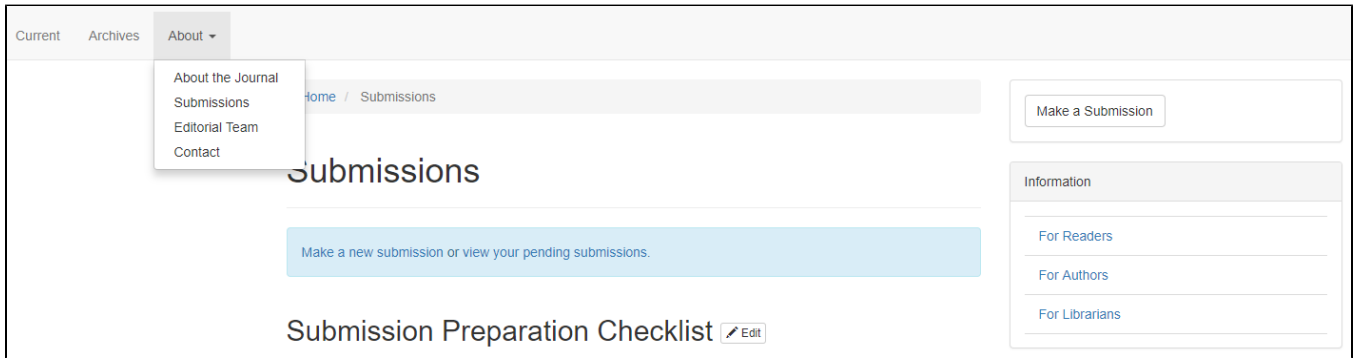 Current Archives About
About the Journal
Submissions
Editorial Team
Contact
Home / Submissions
Submissions
Make a new submission or view your pending submissions.
Submission Preparation Checklist Edit
Make a Submission
Information
For Readers
For Authors
For Librarians